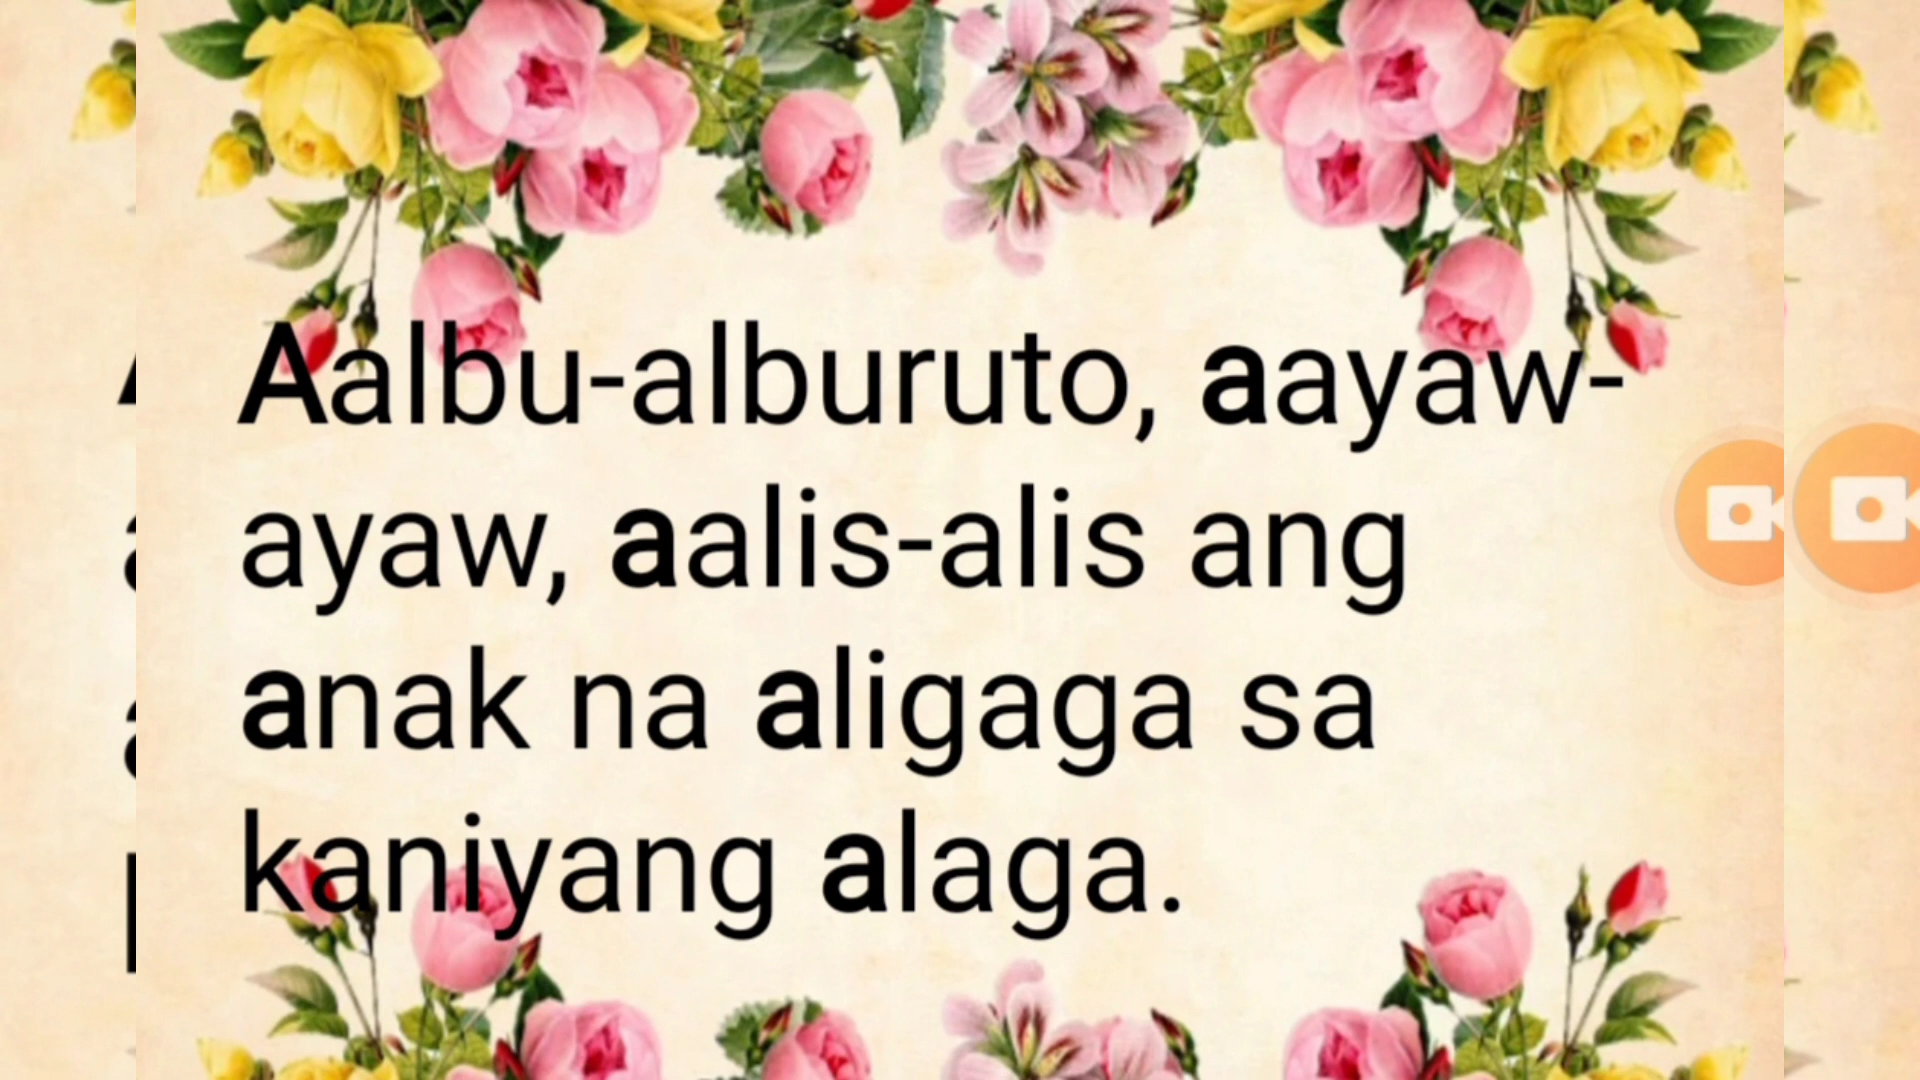 Aalbu-alburuto, aayaw-
ayaw, aalis-alis ang
anak na aligaga sa
kaniyang alaga.